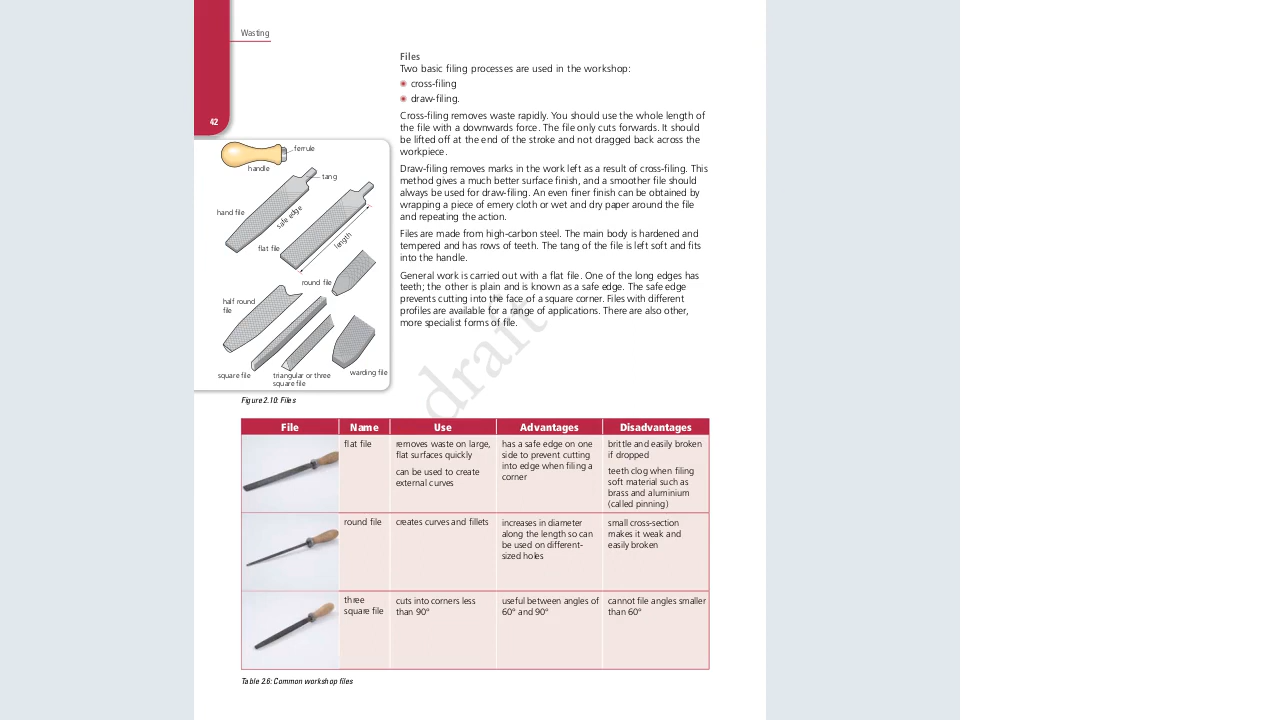 Wasting
42
Files
Two basic filing processes are used in the workshop:
cross-filing
draw-filing.
Cross-filing removes waste rapidly. You should use the whole length of
the file with a downwards force. The file only cuts forwards. It should
be lifted off at the end of the stroke and not dragged back across the
workpiece.
Draw-filing removes marks in the work left as a result of cross-filing. This
method gives a much better surface finish, and a smoother file should
always be used for draw-filing. An even finer finish can be obtained by
wrapping a piece of emery cloth or wet and dry paper around the file
and repeating the action.
Files are made from high-carbon steel. The main body is hardened and
tempered and has rows of teeth. The tang of the file is left soft and fits
into the handle.
General work is carried out with a flat file. One of the long edges has
teeth; the other is plain and is known as a safe edge. The safe edge
prevents cutting into the face of a square corner. Files with different
profiles are available for a range of applications. There are also other,
more specialist forms of file.
draft
ferrule
handle
tang
hand file
safe edge
flat file
length
round file
half round
file
square file
triangular or three
square file
warding file
Figure 2.10: Files
File Name Use Advantages Disadvantages
flat file
removes waste on large,
flat surfaces quickly
can be used to create
external curves
has a safe edge on one
side to prevent cutting
into edge when filing a
corner
brittle and easily broken
if dropped
teeth clog when filing
soft material such as
brass and aluminium
(called pinning)
round file
creates curves and fillets
increases in diameter
along the length so can
be used on different-
sized holes
small cross-section
makes it weak and
easily broken
three
square file
cuts into corners less
than 90°
useful between angles of
60° and 90°
cannot file angles smaller
than 60°
Table 2.6: Common workshop files